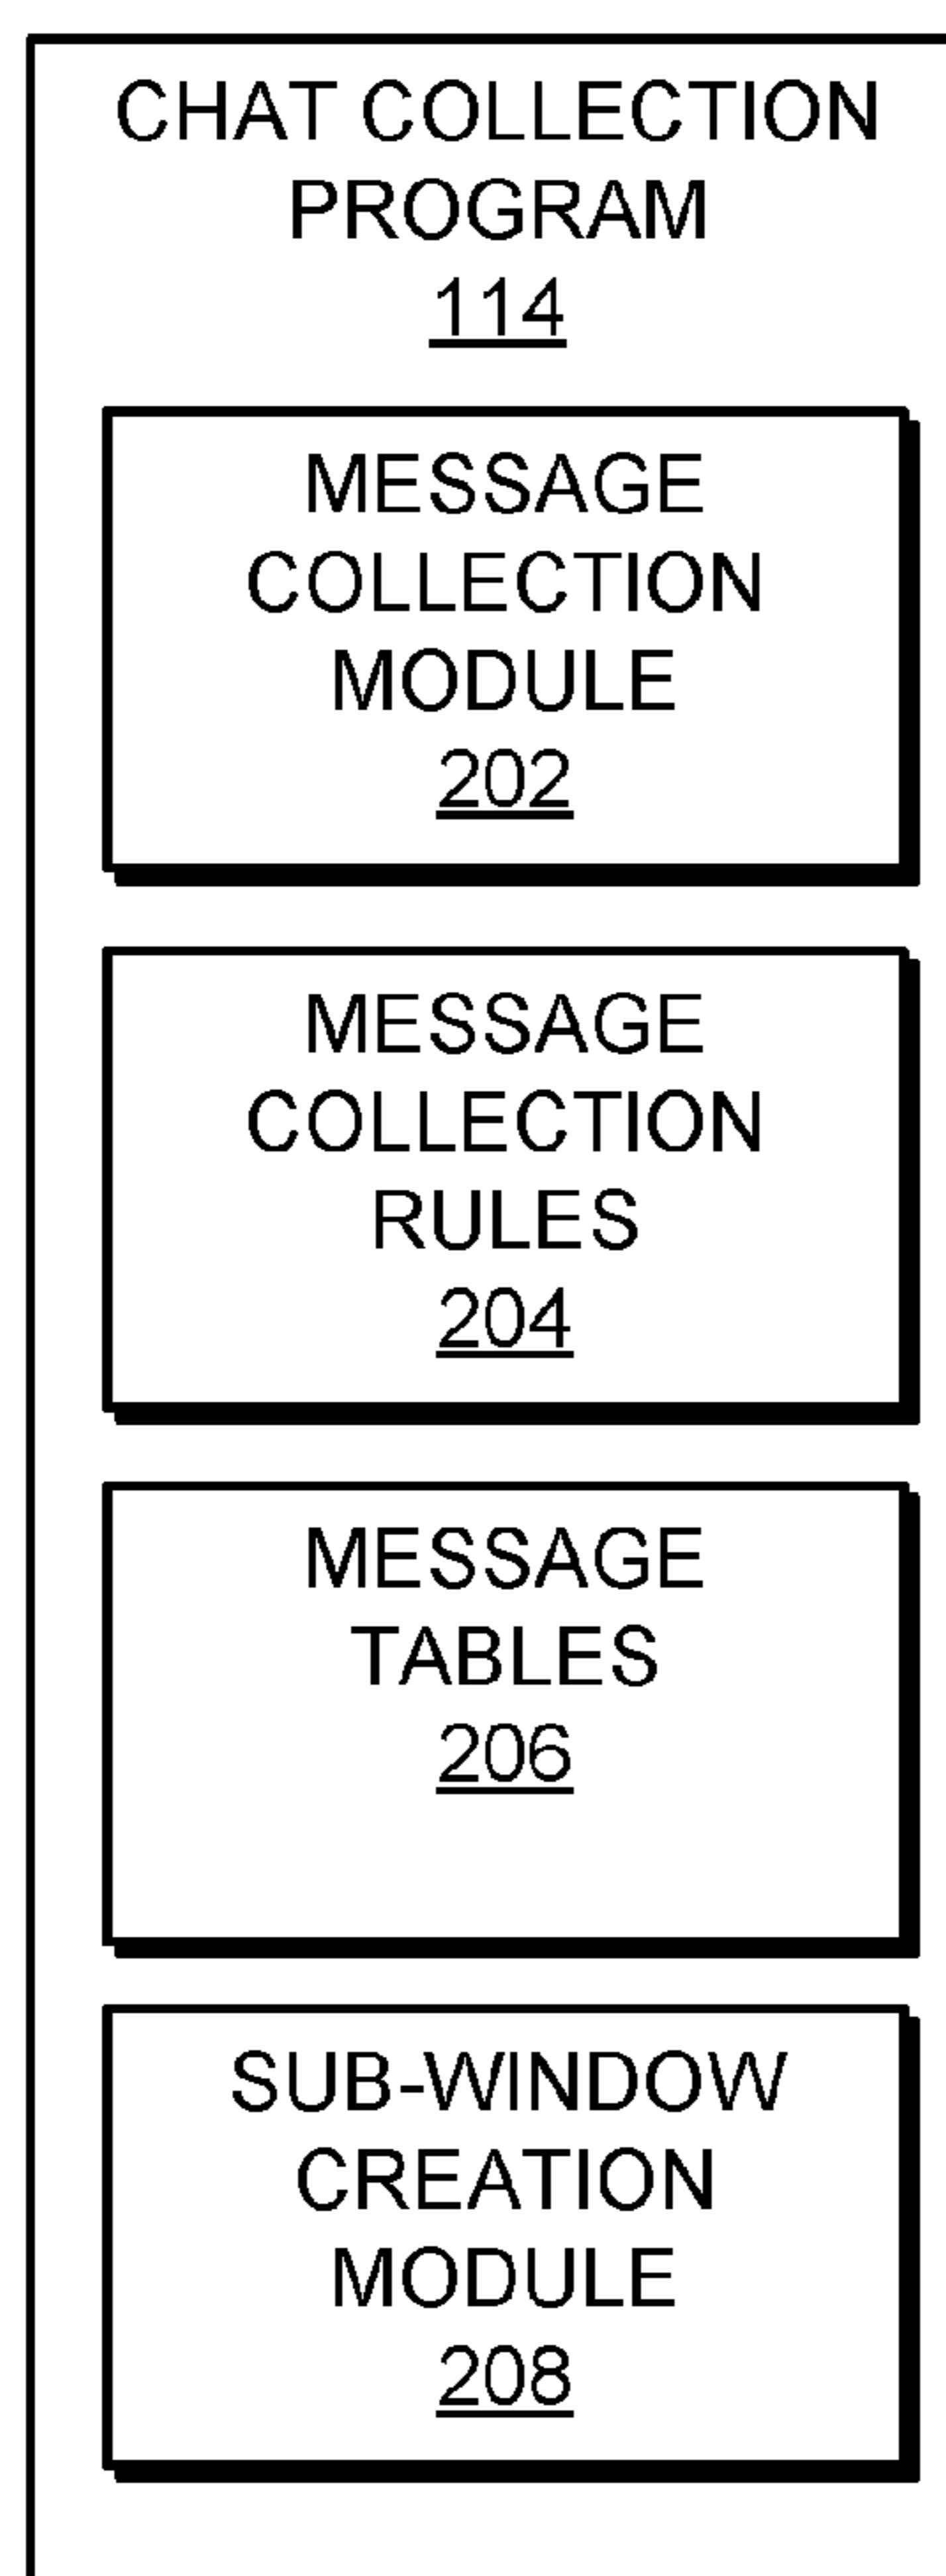 CHAT COLLECTION
PROGRAM
114
MESSAGE
COLLECTION
MODULE
202
MESSAGE
COLLECTION
RULES
204
MESSAGE
TABLES
206
SUB-WINDOW
CREATION
MODULE
208